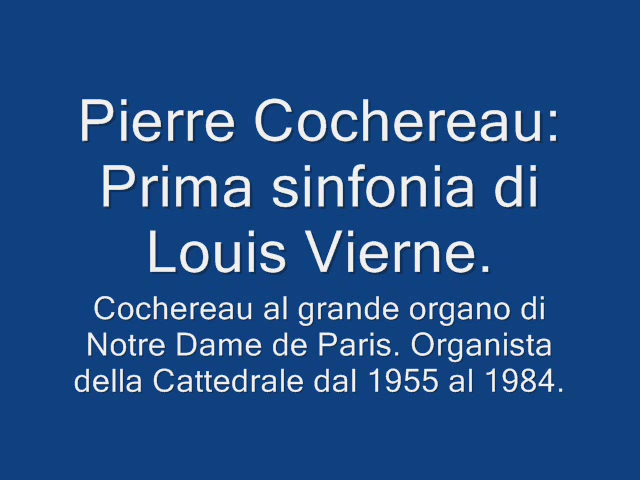 Pierre Cochereau:
Prima sinfonia di
Louis Vierne.
Cochereau al grande organo di
Notre Dame de Paris. Organista
della Cattedrale dal 1955 al 1984.